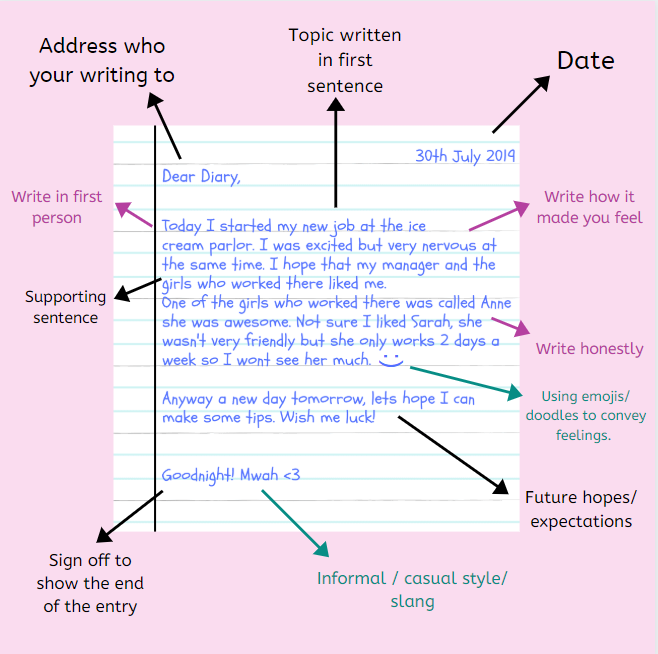 Address who
your writing to
Topic written
in first
sentence
Date
30th July 2019
Dear Diary,
Write in first
person
Write how it
made you feel
Today I started my new job at the ice
cream parlor. I was excited but very nervous at
the same time. I hope that my manager and the
girls who worked there liked me.
One of the girls who worked there was called Anne
she was awesome. Not sure I liked Sarah, she
wasn't very friendly but she only works 2 days a
week so I wont see her much.
Supporting
sentence
Write honestly
Using emojis/
doodles to convey
feelings.
Anyway a new day tomorrow, lets hope I can
make some tips. Wish me luck!
Goodnight! Mwah <3
Future hopes/
expectations
Sign off to
show the end
of the entry
Informal / casual style/
slang